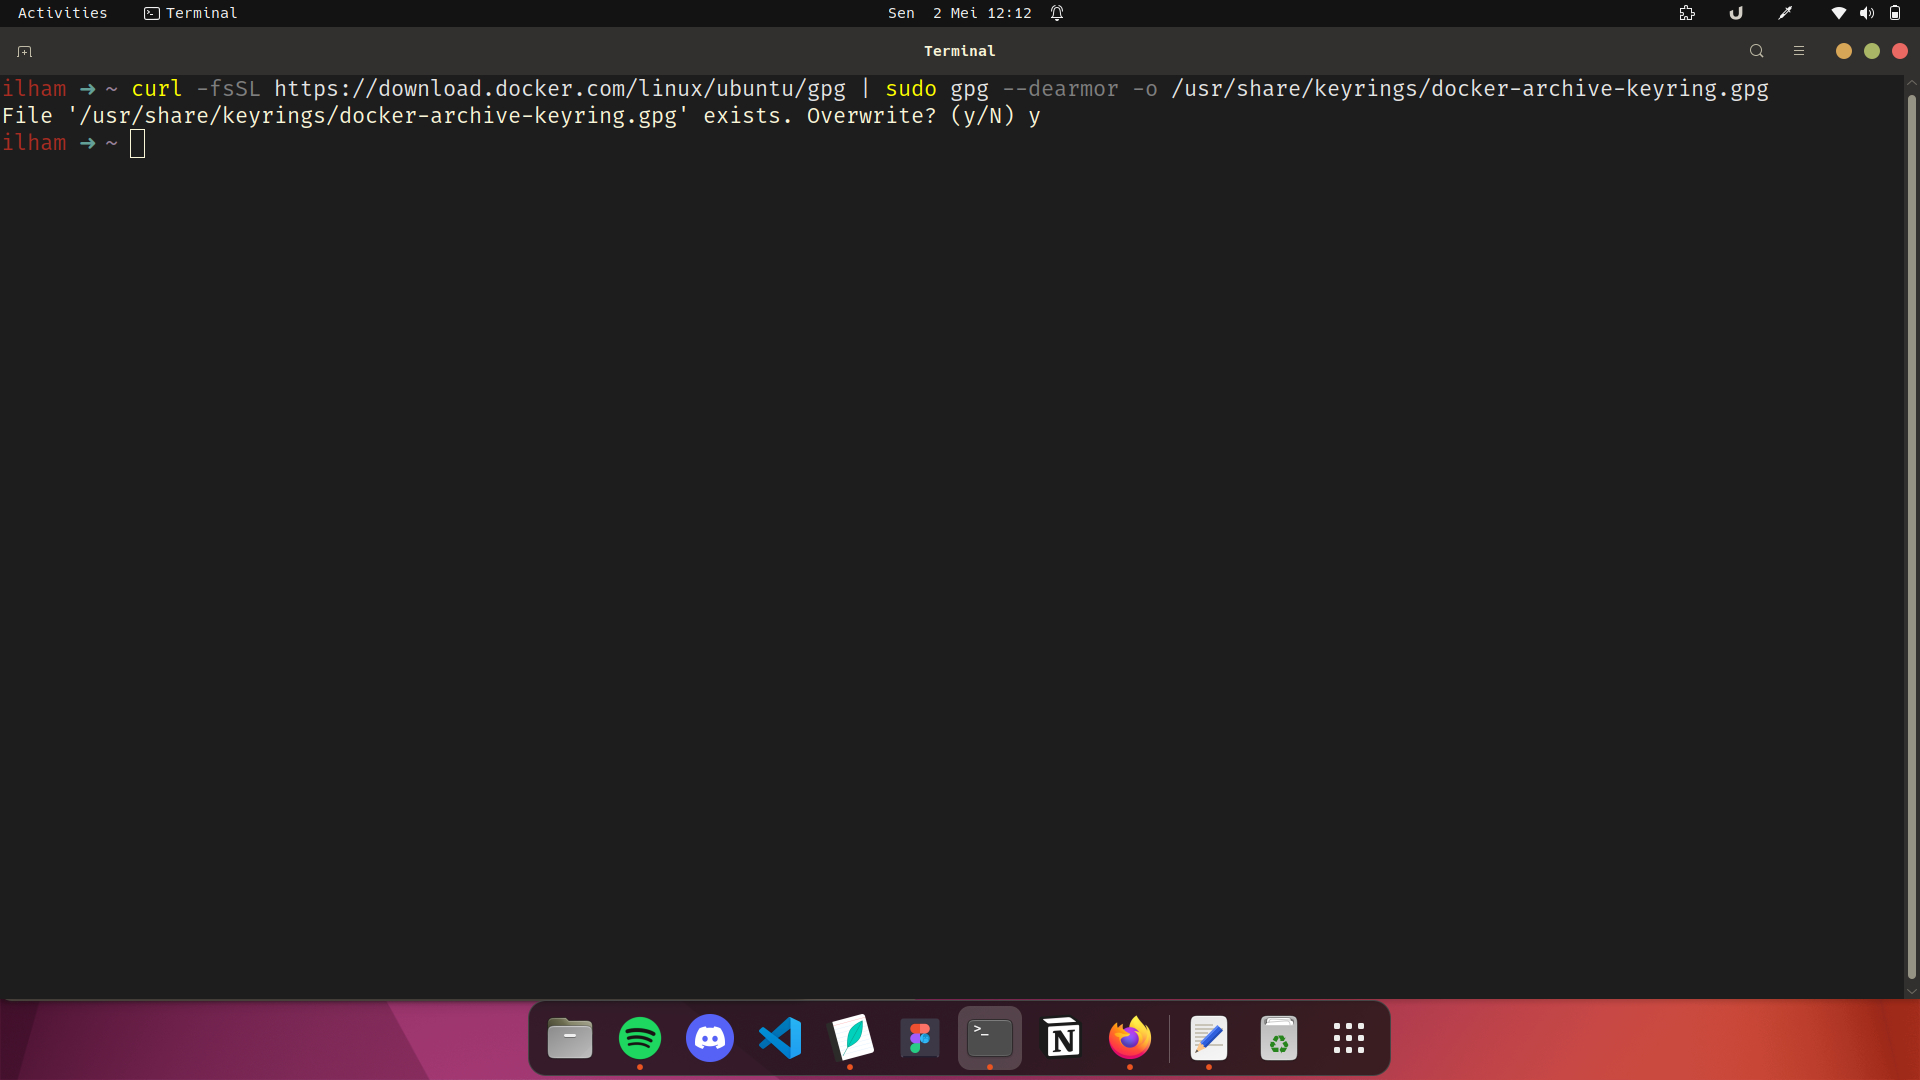 Activities Terminal Sen 2 Mei 12:12
Terminal
ilham ➜ ~ curl -fsSL https://download.docker.com/linux/ubuntu/gpg | sudo gpg --dearmor -o /usr/share/keyrings/docker-archive-keyring.gpg
File '/usr/share/keyrings/docker-archive-keyring.gpg' exists. Overwrite? (y/N) y
ilham ➜ ~